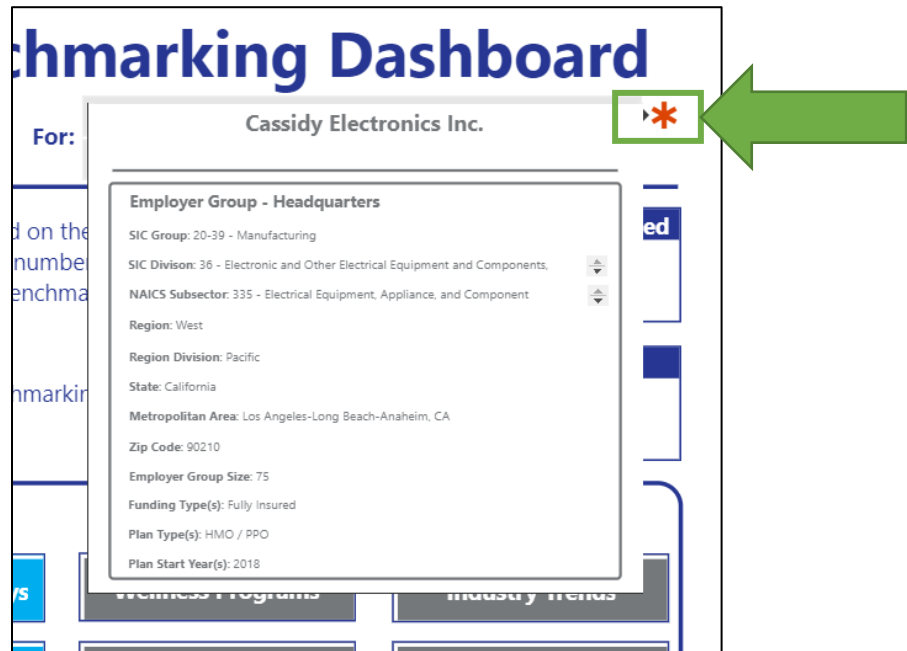 chmarking Dashboard
For:
Cassidy Electronics Inc.
*
Employer Group - Headquarters
d on the
ed
SIC Group: 20-39 - Manufacturing
number
SIC Divison: 36 - Electronic and Other Electrical Equipment and Components,
enchma
NAICS Subsector: 335 - Electrical Equipment, Appliance, and Component
Region: West
Region Division: Pacific
hmarkin
State: California
Metropolitan Area: Los Angeles-Long Beach-Anaheim, CA
Zip Code: 90210
Employer Group Size: 75
Funding Type(s): Fully Insured
Plan Type(s): HMO / PPO
Plan Start Year(s): 2018
ys
Wellness Programs
Industry Trends